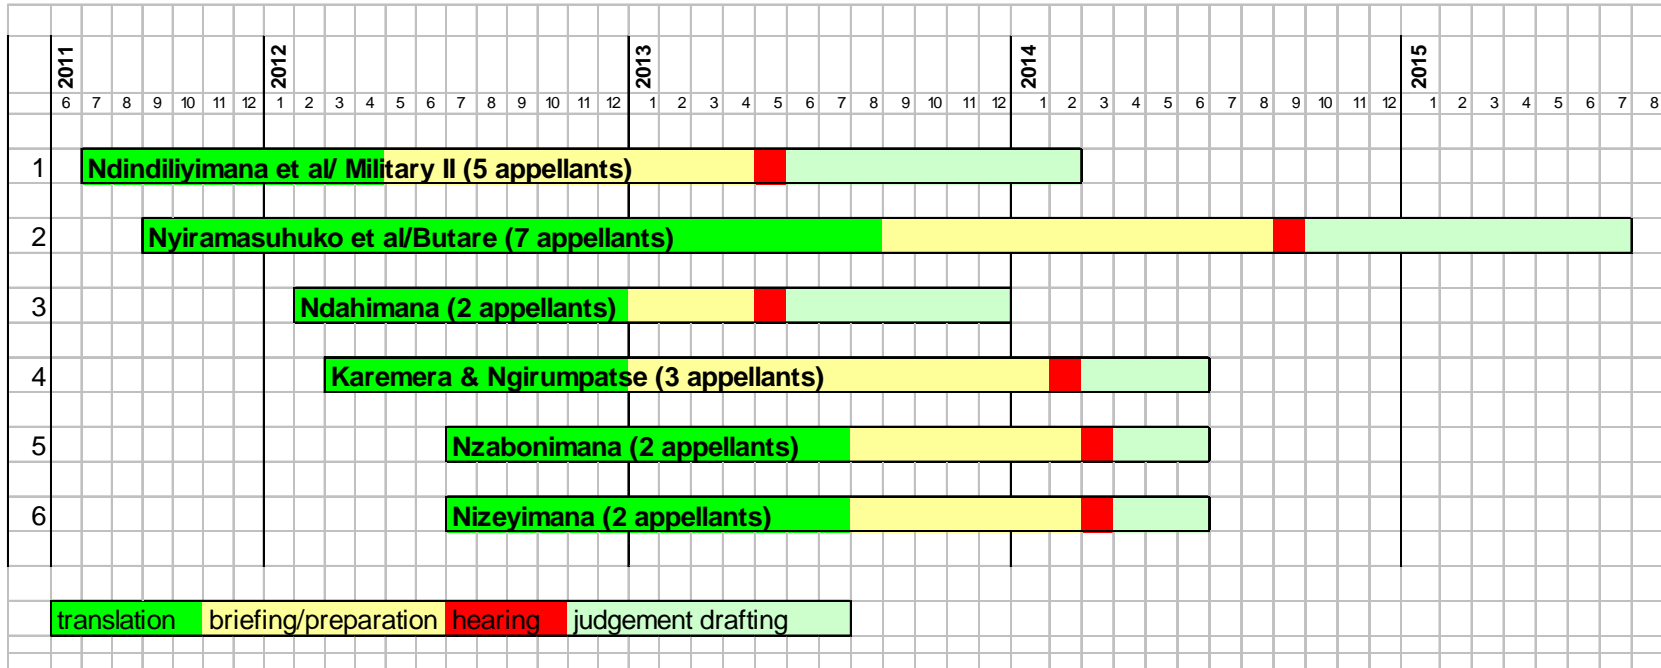 2011 2012 2013 2014 2015
6 7 8 9 10 11 12 1 2 3 4 5 6 7 8 9 10 11 12 1 2 3 4 5 6 7 8 9 10 11 12 1 2 3 4 5 6 7 8 9 10 11 12 1 2 3 4 5 6 7 8
1 Ndindiliyimana et al/ Military II (5 appellants)
2 Nyiramasuhuko et al/Butare (7 appellants)
3 Ndahimana (2 appellants)
4 Karemera & Ngirumpatse (3 appellants)
5 Nzabonimana (2 appellants)
6 Nizeyimana (2 appellants)
translation briefing/preparation hearing judgement drafting